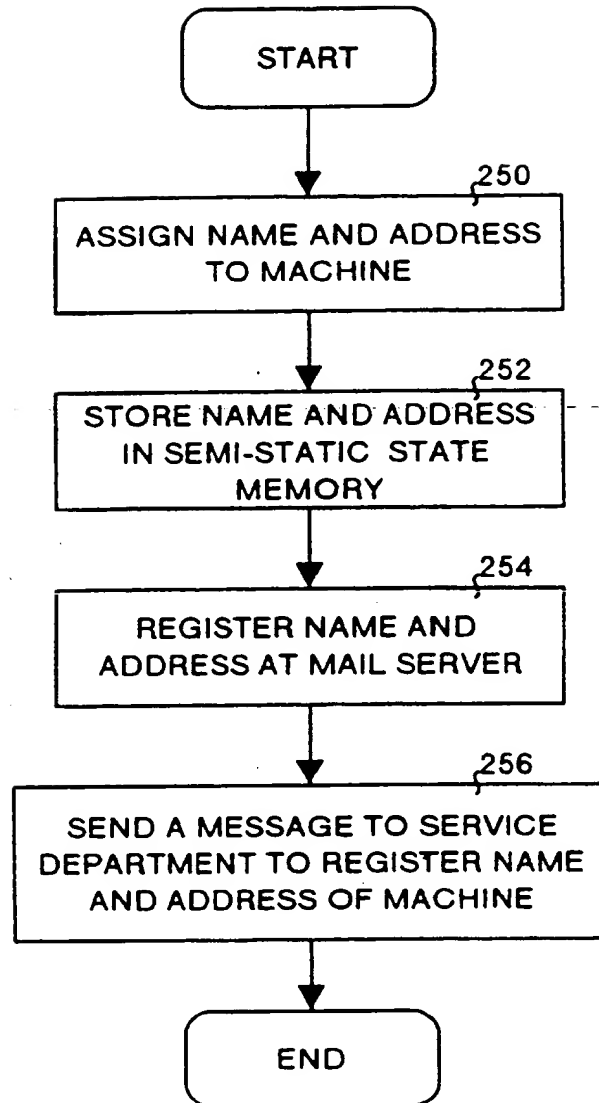 START
250
ASSIGN NAME AND ADDRESS
TO MACHINE
252
STORE NAME AND ADDRESS
IN SEMI-STATIC STATE
MEMORY
254
REGISTER NAME AND
ADDRESS AT MAIL SERVER
256
SEND A MESSAGE TO SERVICE
DEPARTMENT TO REGISTER NAME
AND ADDRESS OF MACHINE
END